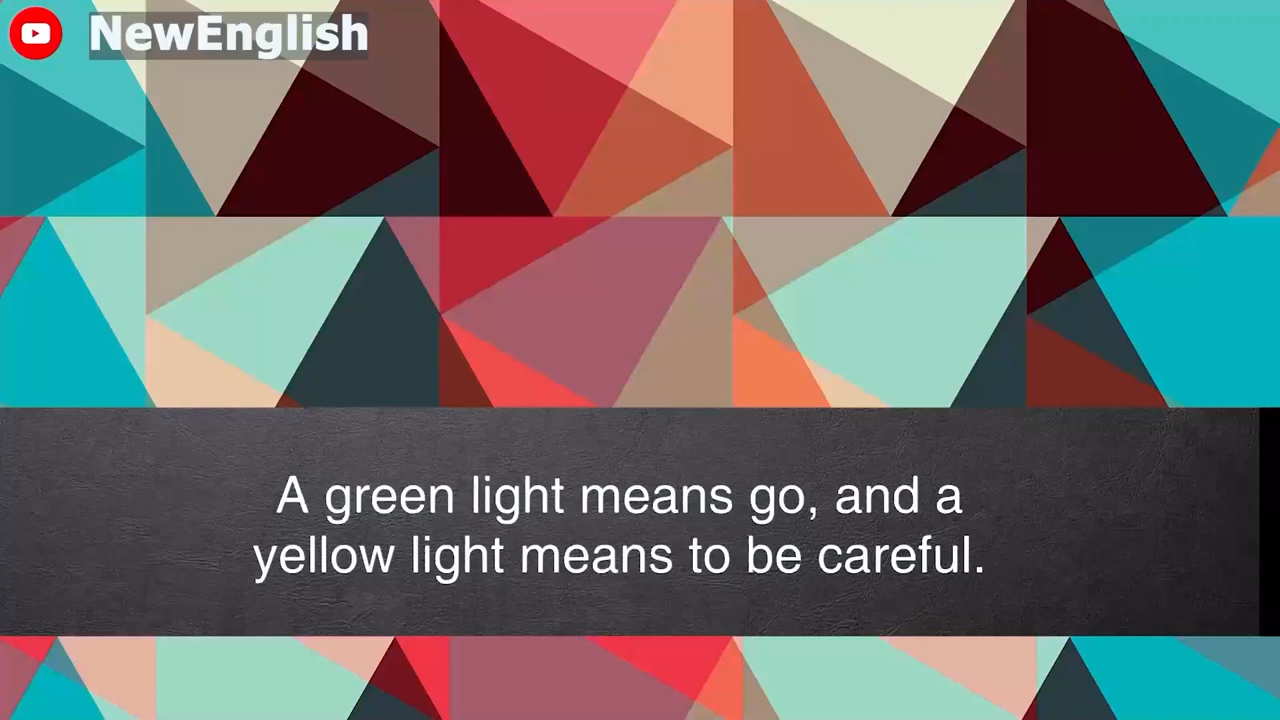 NewEnglish
A green light means go, and a
yellow light means to be careful.